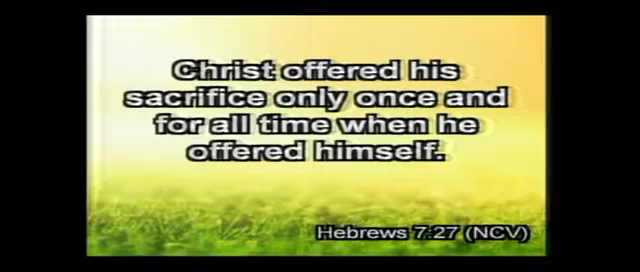 Christ offered his
sacrifice only once and
for all time when he
offered himself.
Hebrews 7:27 (NCV)